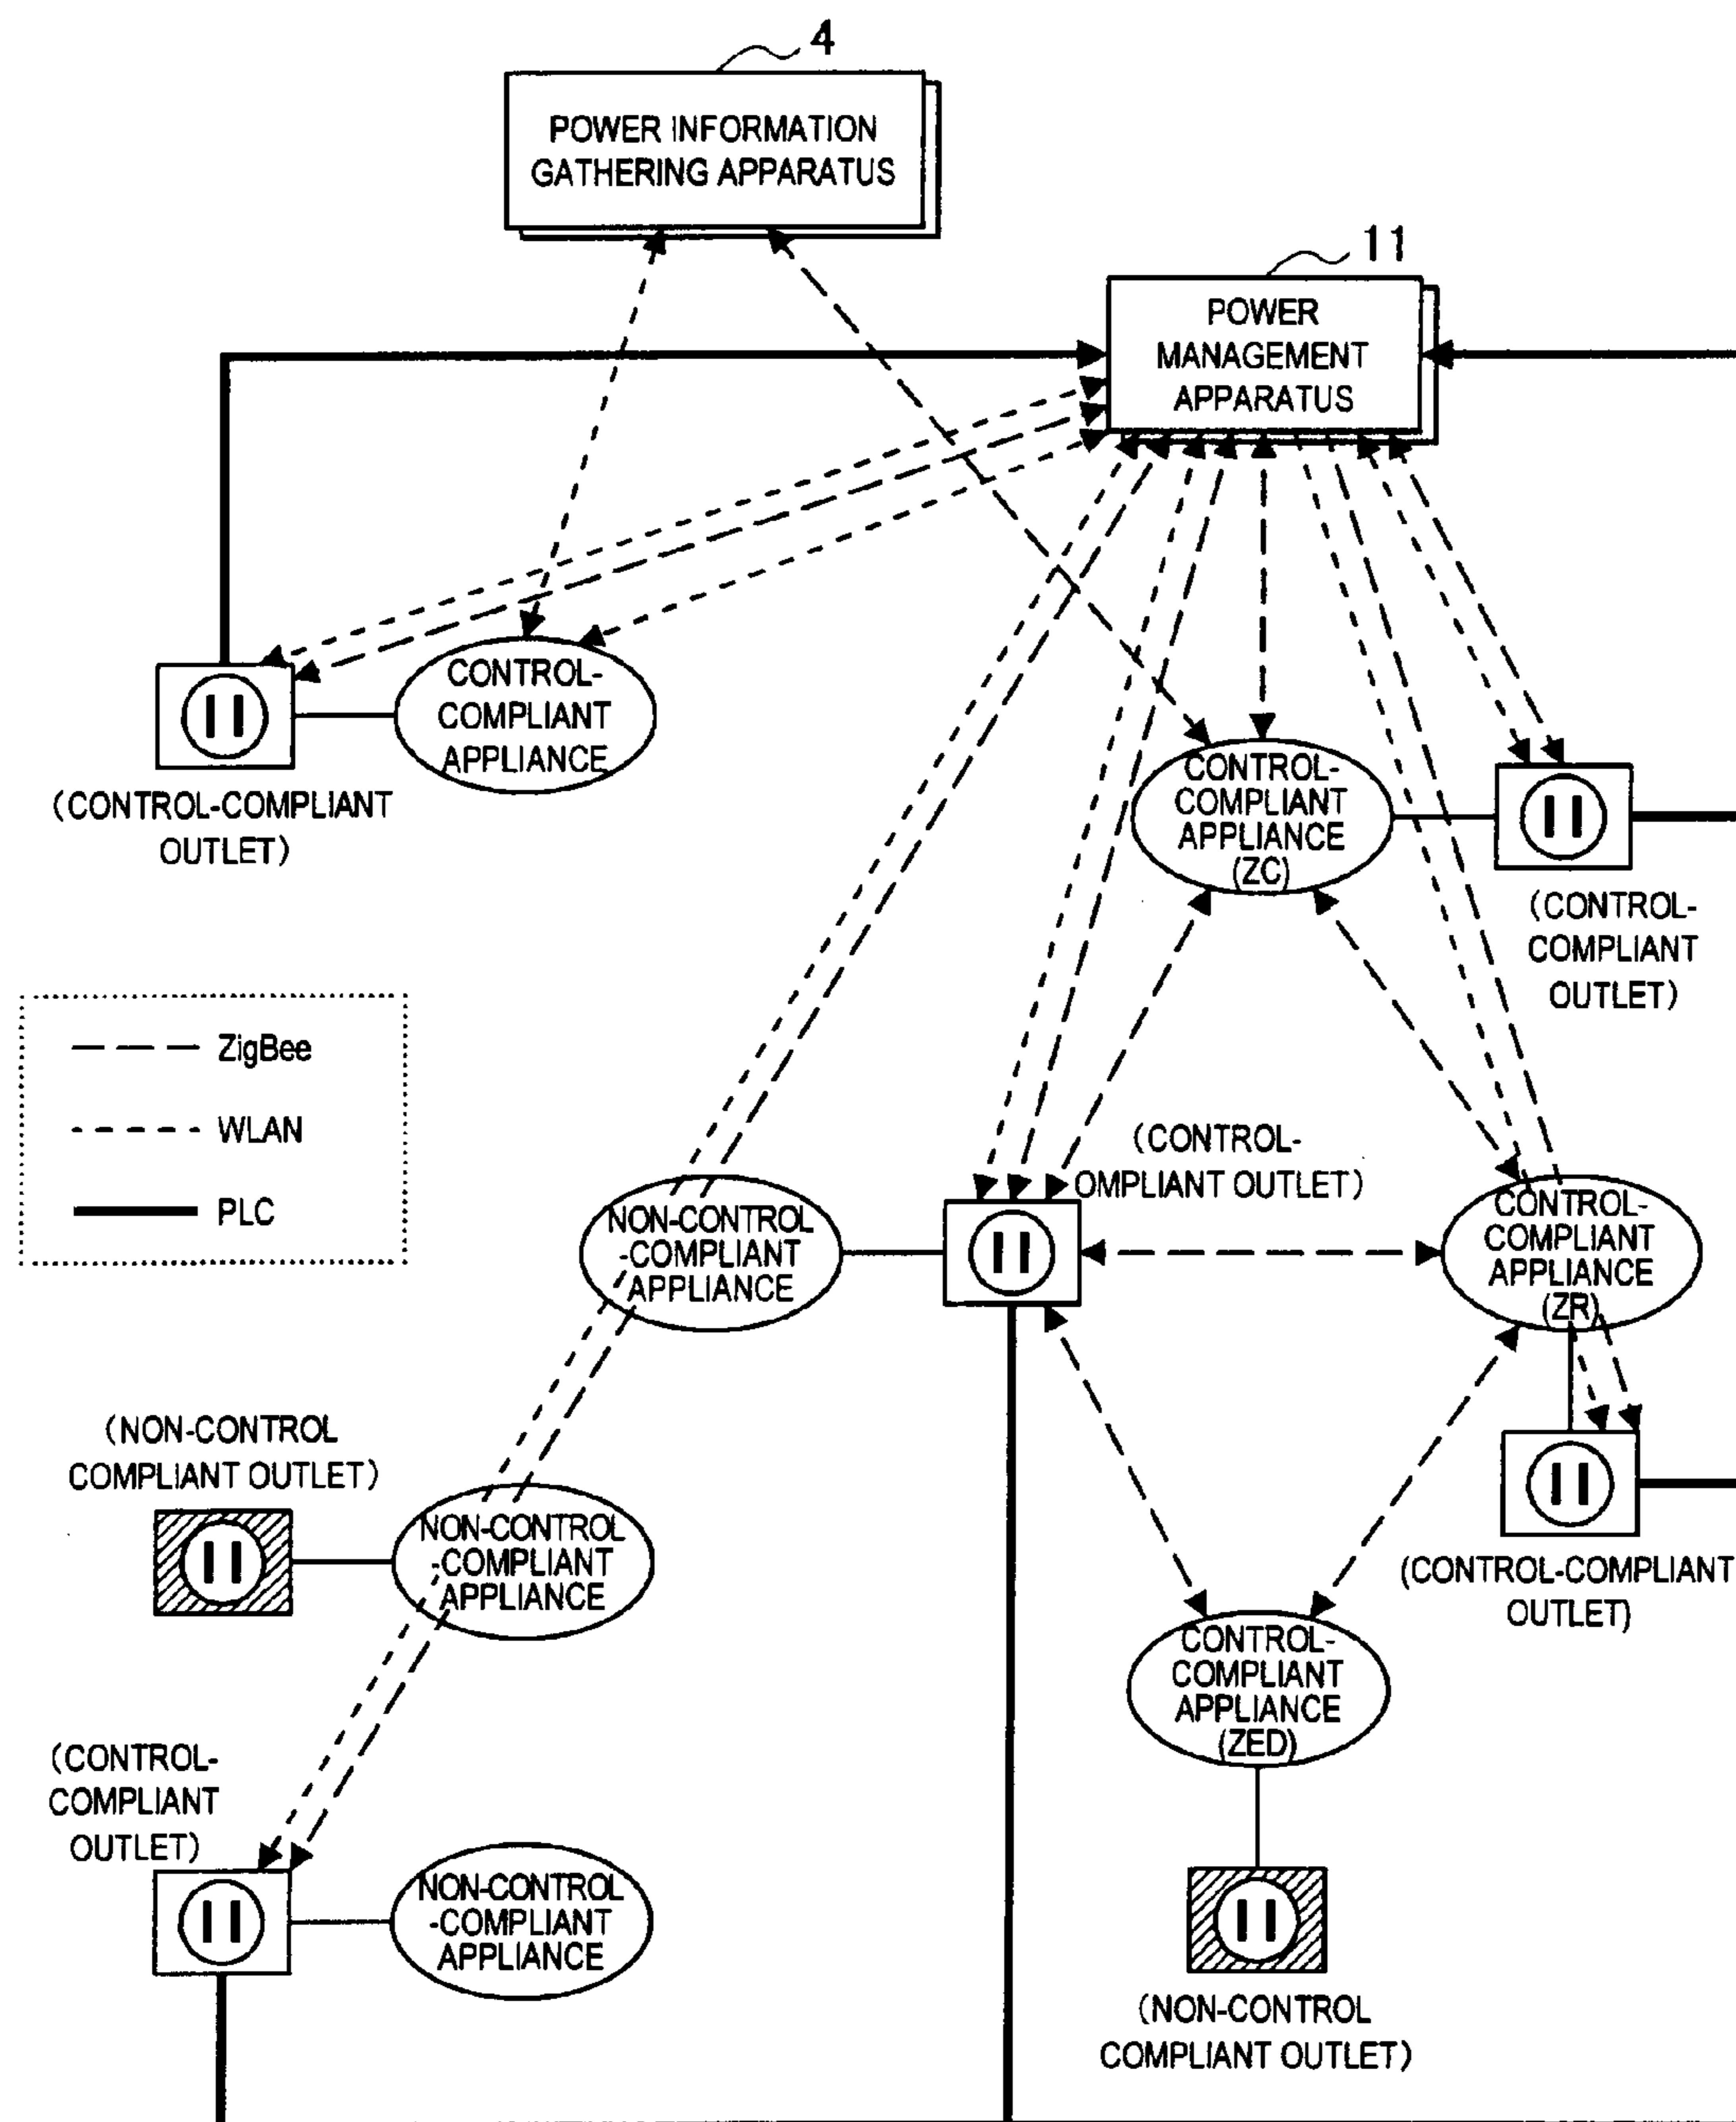 4
POWER INFORMATION
GATHERING APPARATUS
11
POWER
MANAGEMENT
APPARATUS
CONTROL-
COMPLIANT
APPLIANCE
(CONTROL-COMPLIANT
OUTLET)
CONTROL-
COMPLIANT
APPLIANCE
(ZC)
(CONTROL-
COMPLIANT
OUTLET)
ZigBee
WLAN
PLC
(CONTROL-
OMPLIANT OUTLET)
NON-CONTROL
-COMPLIANT
APPLIANCE
CONTROL-
COMPLIANT
APPLIANCE
(ZR)
(NON-CONTROL
COMPLIANT OUTLET)
NON-CONTROL
-COMPLIANT
APPLIANCE
(CONTROL-COMPLIANT
OUTLET)
CONTROL-
COMPLIANT
APPLIANCE
(ZED)
(CONTROL-
COMPLIANT
OUTLET)
NON-CONTROL
-COMPLIANT
APPLIANCE
(NON-CONTROL
COMPLIANT OUTLET)